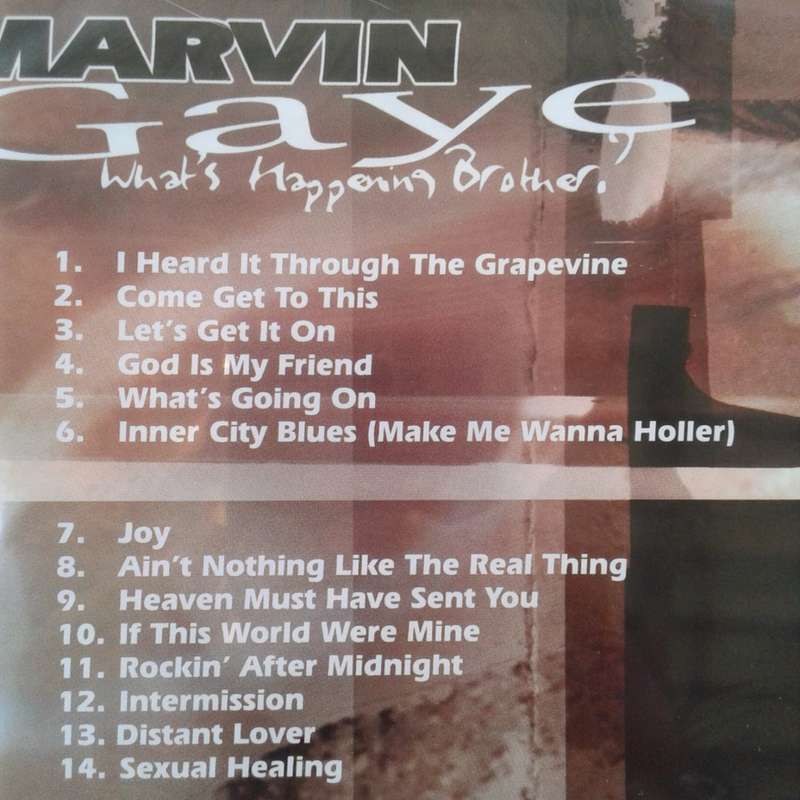 MARVIN
Gaye
What's Happening Brother?
1. I Heard It Through The Grapevine
2. Come Get To This
3. Let's Get It On
4. God Is My Friend
5. What's Going On
6. Inner City Blues (Make Me Wanna Holler)
7. Joy
8. Ain't Nothing Like The Real Thing
9. Heaven Must Have Sent You
10. If This World Were Mine
11. Rockin' After Midnight
12. Intermission
13. Distant Lover
14. Sexual Healing